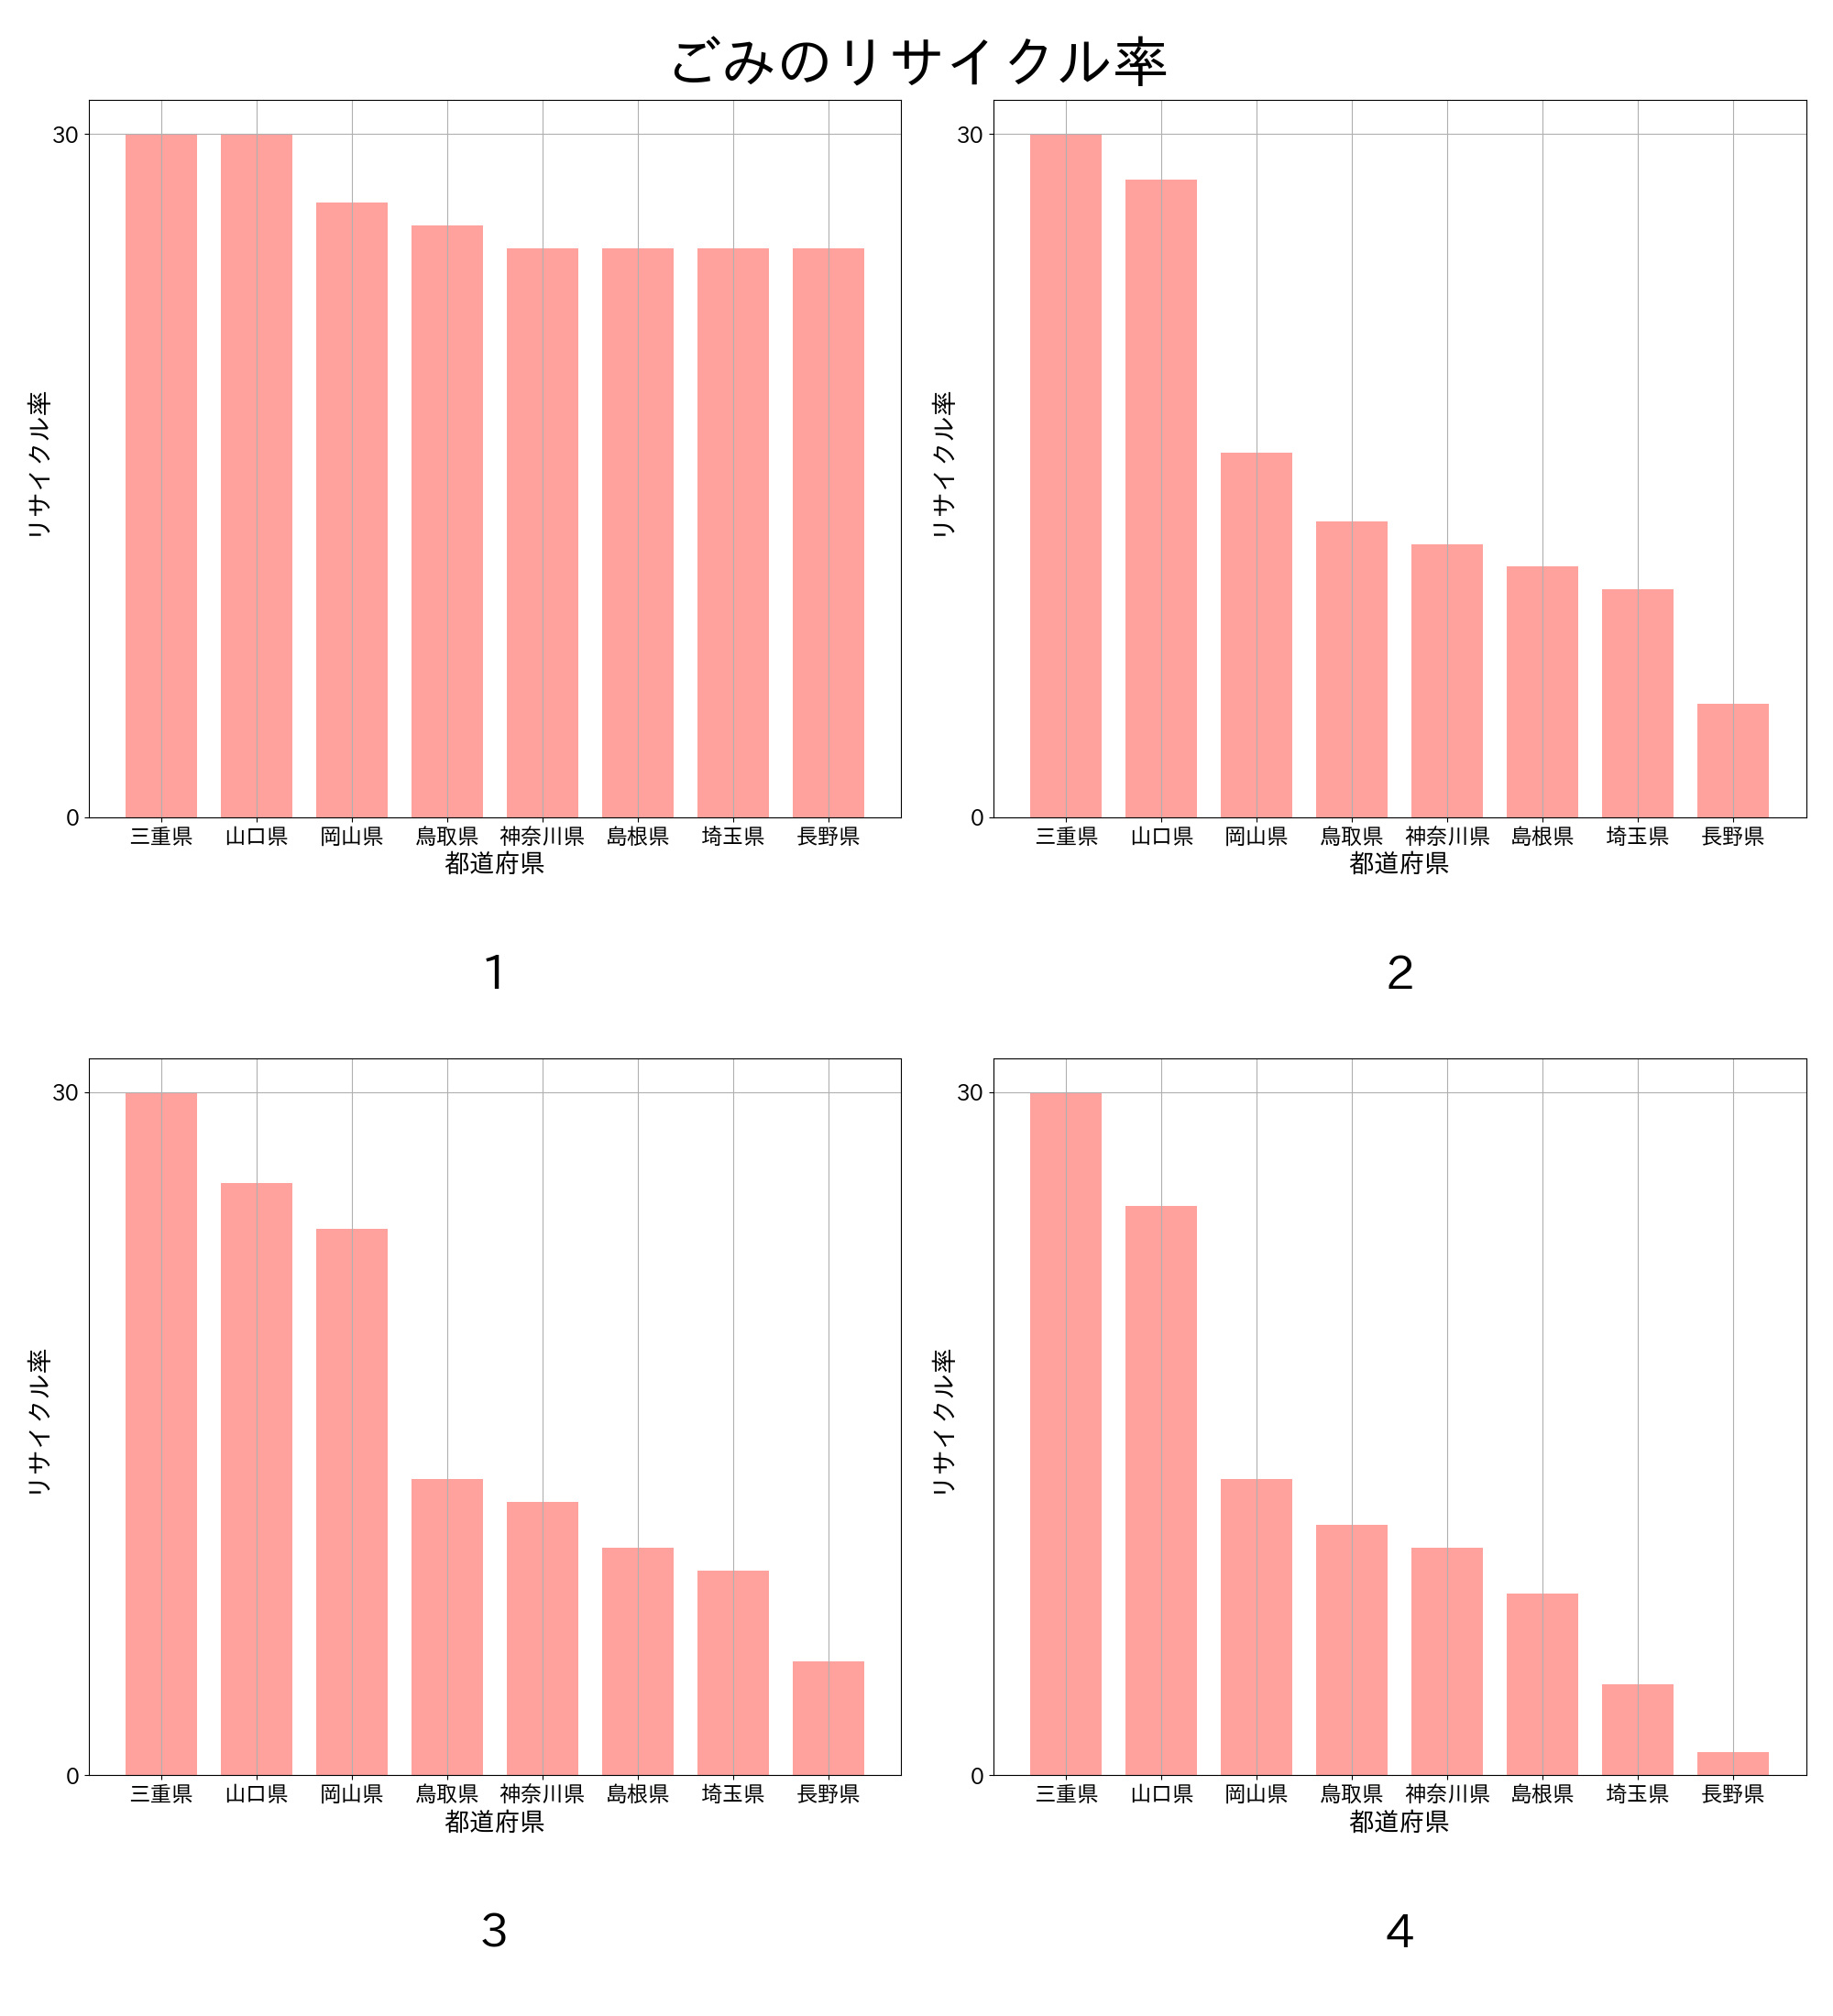 ごみのリサイクル率
30
0
リサイクル率
三重県 山口県 岡山県 鳥取県 神奈川県 島根県 埼玉県 長野県
都道府県
1
30
0
リサイクル率
三重県 山口県 岡山県 鳥取県 神奈川県 島根県 埼玉県 長野県
都道府県
2
30
0
リサイクル率
三重県 山口県 岡山県 鳥取県 神奈川県 島根県 埼玉県 長野県
都道府県
3
30
0
リサイクル率
三重県 山口県 岡山県 鳥取県 神奈川県 島根県 埼玉県 長野県
都道府県
4